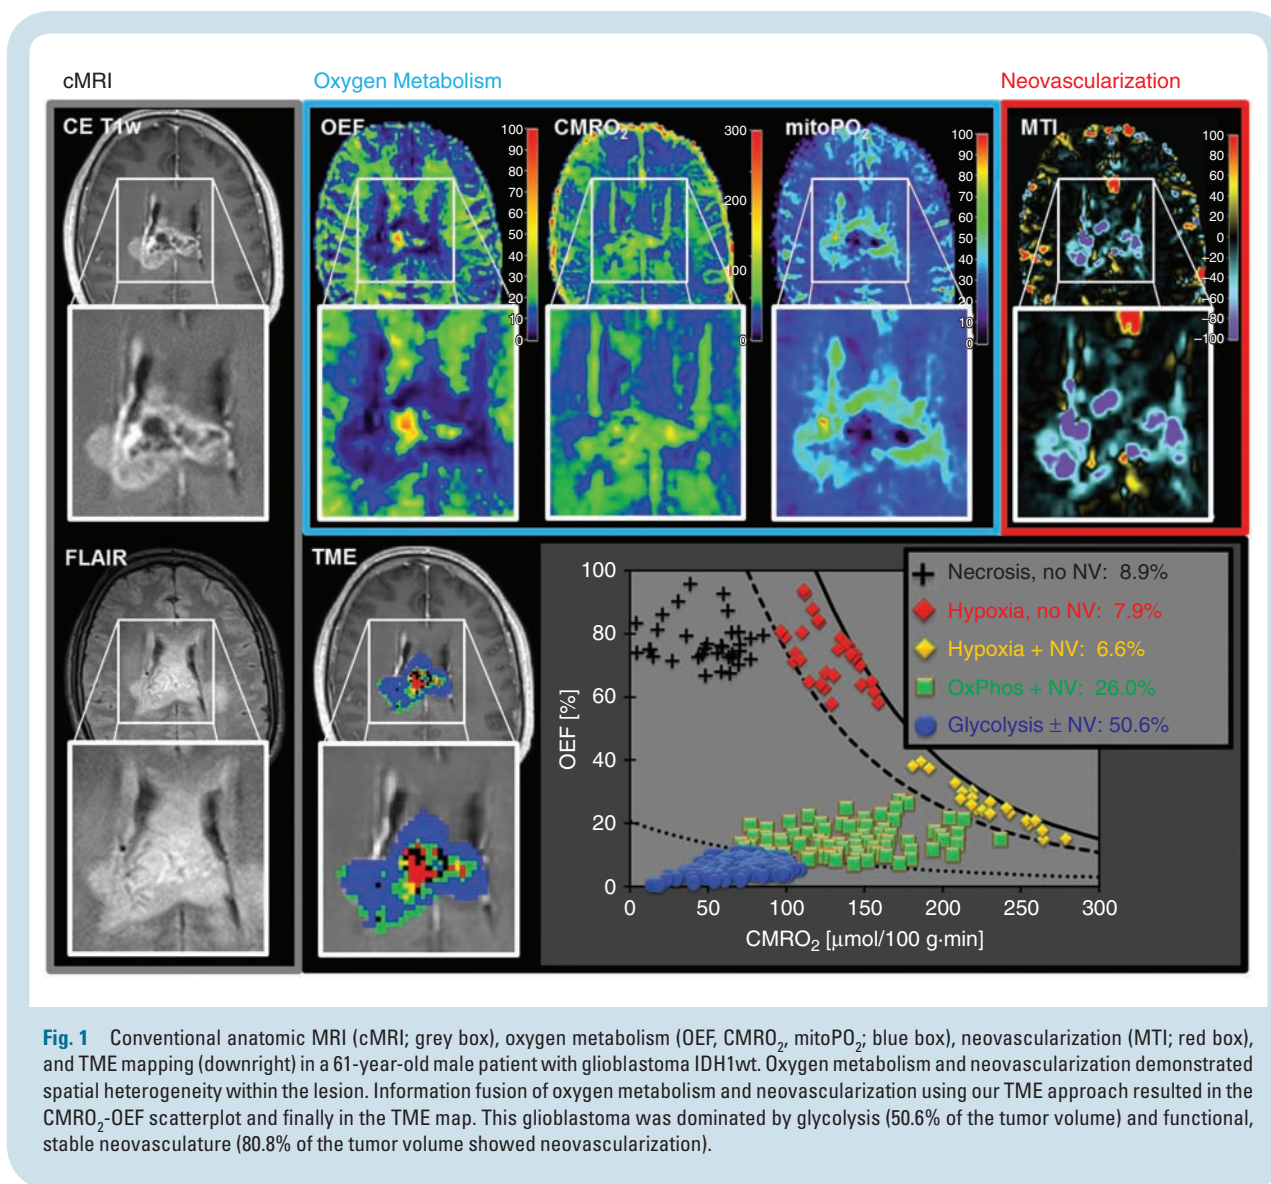 cMRI
Oxygen Metabolism
Neovascularization
CE T1w
OEF
100
90
80
70
60
50
40
30
20
10
0
CMRO₂
300
200
100
0
mitoPO₂
100
90
80
70
60
50
40
30
20
10
0
MTI
100
80
60
40
20
0
−20
−40
−60
−80
−100
FLAIR
TME
OEF [%]
100
80
60
40
20
0
0 50 100 150 200 250 300
CMRO₂ [μmol/100 g·min]
Necrosis, no NV: 8.9%
Hypoxia, no NV: 7.9%
Hypoxia + NV: 6.6%
OxPhos + NV: 26.0%
Glycolysis ± NV: 50.6%
Fig. 1 Conventional anatomic MRI (cMRI; grey box), oxygen metabolism (OEF, CMRO₂, mitoPO₂; blue box), neovascularization (MTI; red box),
and TME mapping (downright) in a 61-year-old male patient with glioblastoma IDH1wt. Oxygen metabolism and neovascularization demonstrated
spatial heterogeneity within the lesion. Information fusion of oxygen metabolism and neovascularization using our TME approach resulted in the
CMRO₂-OEF scatterplot and finally in the TME map. This glioblastoma was dominated by glycolysis (50.6% of the tumor volume) and functional,
stable neovasculature (80.8% of the tumor volume showed neovascularization).